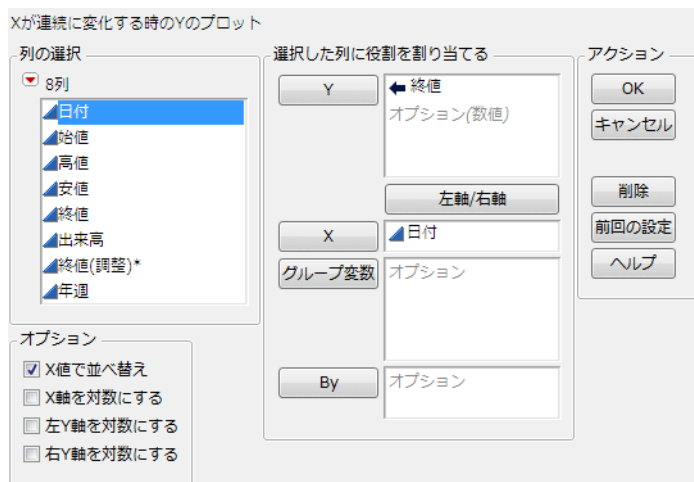 Xが連続に変化する時のYのプロット
列の選択
8列
日付
始値
高値
安値
終値
出来高
終値(調整)*
年週
オプション
X値で並べ替え
X軸を対数にする
左Y軸を対数にする
右Y軸を対数にする
選択した列に役割を割り当てる
Y
終値
オプション(数値)
左軸/右軸
X
日付
グループ変数
オプション
By
オプション
アクション
OK
キャンセル
削除
前回の設定
ヘルプ